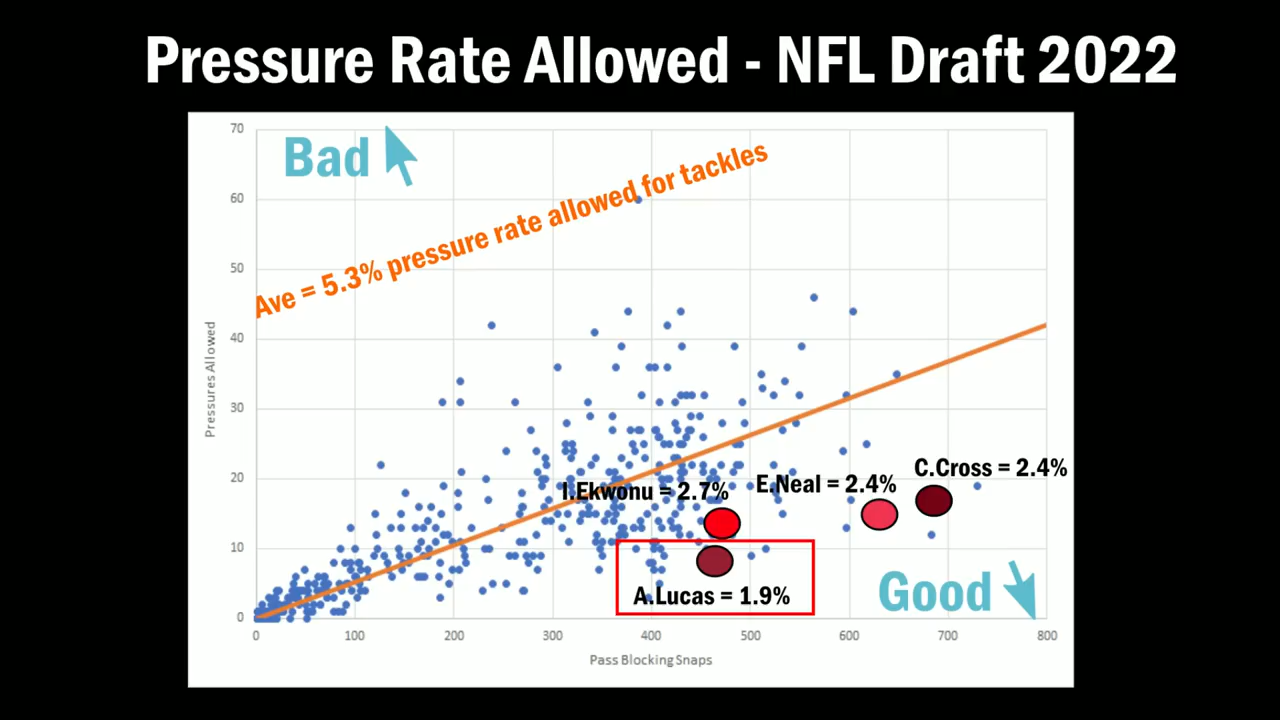 Pressure Rate Allowed - NFL Draft 2022
70
Bad
Ave = 5.3% pressure rate allowed for tackles
60
50
40
30
20
10
0
Pressures Allowed
C.Cross = 2.4%
E.Neal = 2.4%
I.Ekwonu = 2.7%
A.Lucas = 1.9%
Good
0 100 200 300 400 500 600 700 800
Pass Blocking Snaps